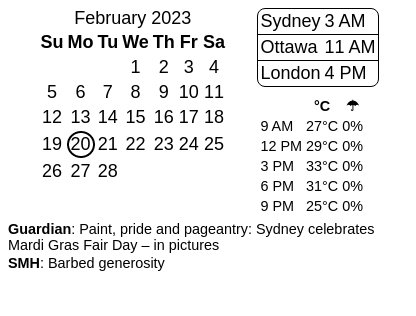 February 2023
Su Mo Tu We Th Fr Sa
1 2 3 4
5 6 7 8 9 10 11
12 13 14 15 16 17 18
19 20 21 22 23 24 25
26 27 28
Sydney 3 AM
Ottawa 11 AM
London 4 PM
°C ☂
9 AM 27°C 0%
12 PM 29°C 0%
3 PM 33°C 0%
6 PM 31°C 0%
9 PM 25°C 0%
Guardian: Paint, pride and pageantry: Sydney celebrates
Mardi Gras Fair Day – in pictures
SMH: Barbed generosity